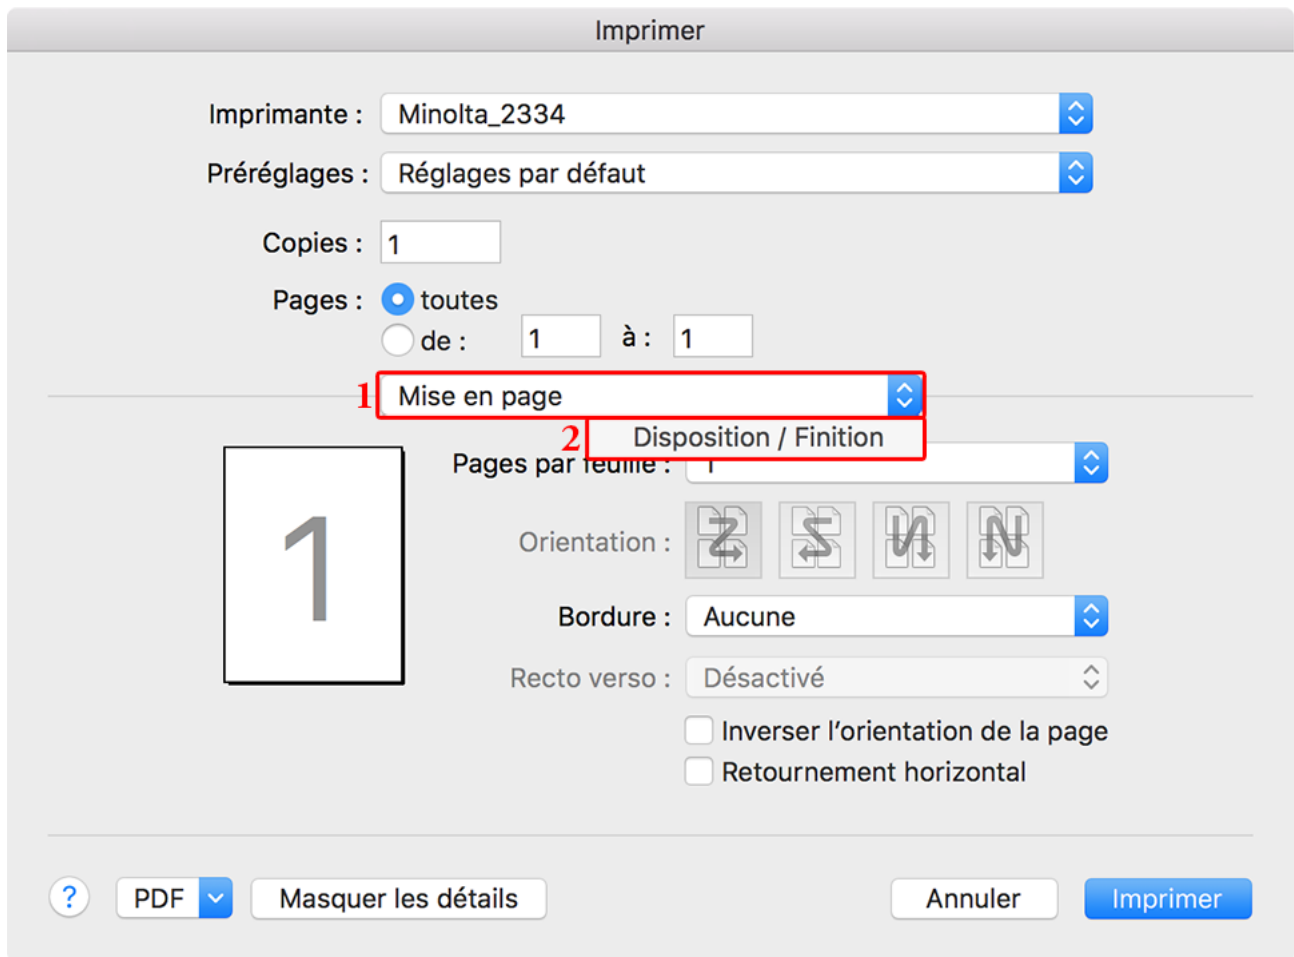 Imprimer
Imprimante : Minolta_2334
Préréglages : Réglages par défaut
Copies : 1
Pages : toutes
de : 1 à : 1
1 Mise en page
2 Disposition / Finition
Pages par feuille : 1
Orientation :
Bordure : Aucune
Recto verso : Désactivé
Inverser l’orientation de la page
Retournement horizontal
1
? PDF Masquer les détails Annuler Imprimer